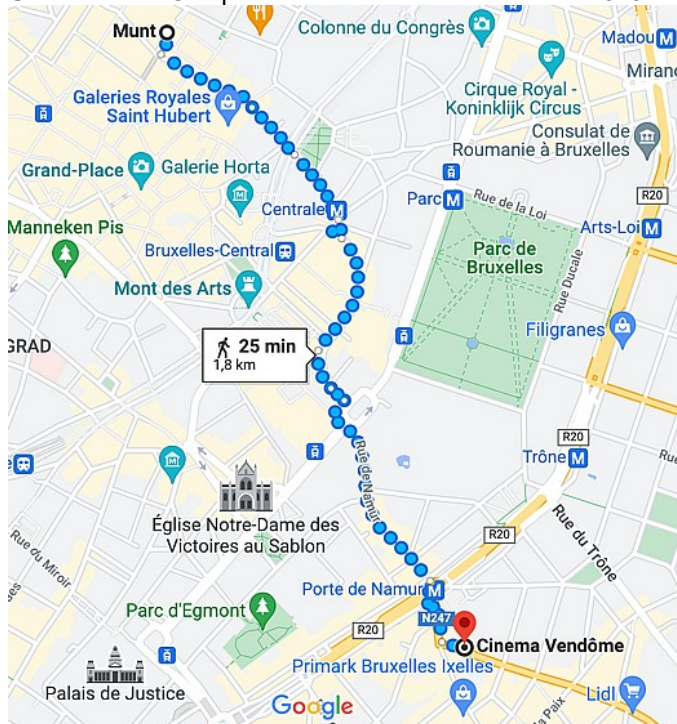 Munt
Colonne du Congrès
Madou M
Galeries Royales
Saint Hubert
Cirque Royal -
Koninklijk Circus
Consulat de
Roumanie à Bruxelles
Grand-Place
Galerie Horta
R20
Centrale M
Parc M
Rue de la Loi
Manneken Pis
Arts-Loi M
Bruxelles-Central
Parc de
Bruxelles
Rue Ducale
Mont des Arts
25 min
1,8 km
Filigranes
GRAD
R20
Trône M
Rue de Namur
Rue du Trône
Église Notre-Dame des
Victoires au Sablon
Rue du Miroir
Porte de Namur M
Parc d'Egmont
N247
R20
Cinema Vendôme
Primark Bruxelles Ixelles
Palais de Justice
Google
Lidl
la Paix